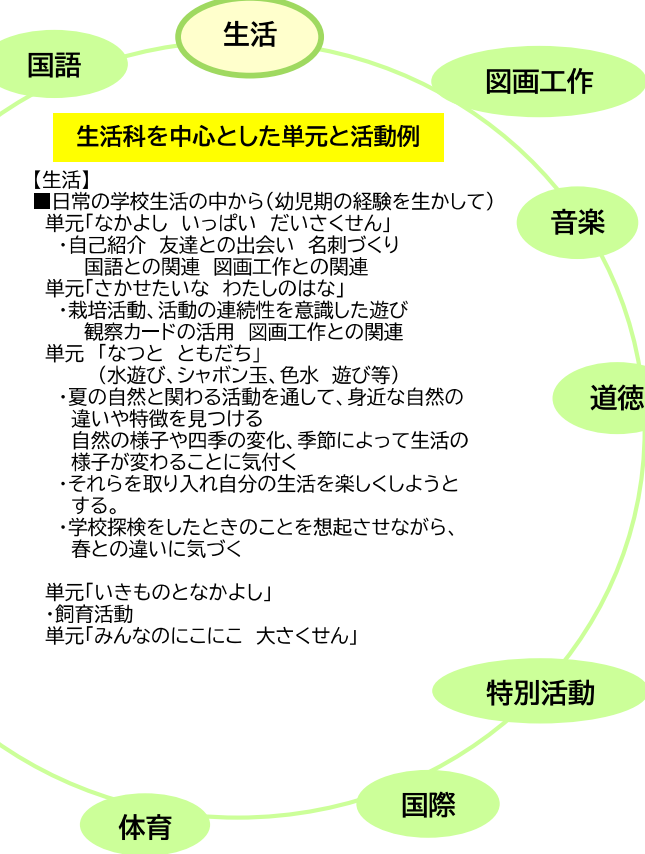 生活
国語
図画工作
生活科を中心とした単元と活動例
【生活】
■日常の学校生活の中から（幼児期の経験を生かして）
単元「なかよし　いっぱい　だいさくせん」
・自己紹介　友達との出会い　名刺づくり
国語との関連　図画工作との関連
単元「さかせたいな　わたしのはな」
・栽培活動、活動の連続性を意識した遊び
観察カードの活用　図画工作との関連
単元　「なつと　ともだち」
（水遊び、シャボン玉、色水　遊び等）
・夏の自然と関わる活動を通して、身近な自然の
違いや特徴を見つける
自然の様子や四季の変化、季節によって生活の
様子が変わることに気付く
・それらを取り入れ自分の生活を楽しくしようと
する。
・学校探検をしたときのことを想起させながら、
春との違いに気づく
単元「いきものとなかよし」
・飼育活動
単元「みんなのにこにこ　大さくせん」
音楽
道徳
特別活動
国際
体育